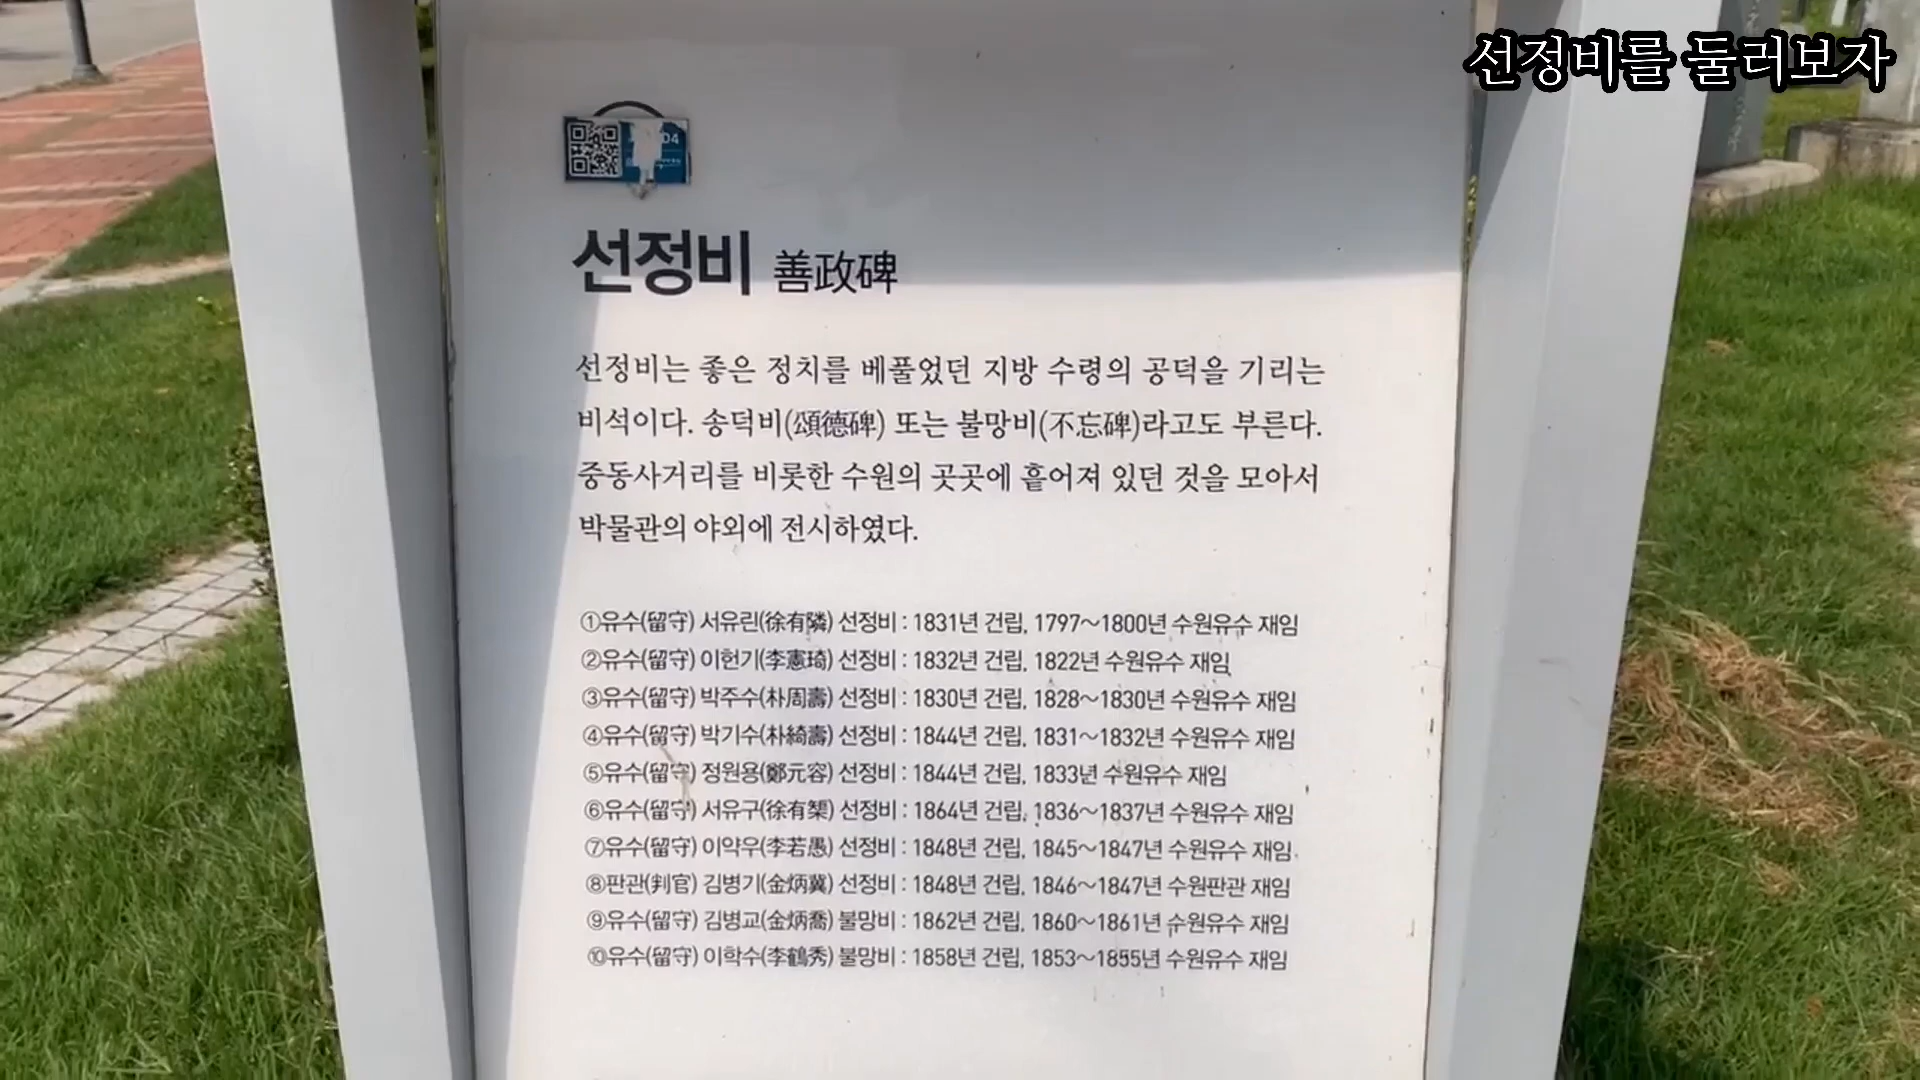 선정비를 둘러보자
04
선정비 善政碑
선정비는 좋은 정치를 베풀었던 지방 수령의 공덕을 기리는
비석이다. 송덕비(頌德碑) 또는 불망비(不忘碑)라고도 부른다.
중동사거리를 비롯한 수원의 곳곳에 흩어져 있던 것을 모아서
박물관의 야외에 전시하였다.
①유수(留守) 서유린(徐有隣) 선정비 : 1831년 건립, 1797~1800년 수원유수 재임
②유수(留守) 이헌기(李憲琦) 선정비 : 1832년 건립, 1822년 수원유수 재임
③유수(留守) 박주수(朴周壽) 선정비 : 1830년 건립, 1828~1830년 수원유수 재임
④유수(留守) 박기수(朴綺壽) 선정비 : 1844년 건립, 1831~1832년 수원유수 재임
⑤유수(留守) 정원용(鄭元容) 선정비 : 1844년 건립, 1833년 수원유수 재임
⑥유수(留守) 서유구(徐有榘) 선정비 : 1864년 건립, 1836~1837년 수원유수 재임
⑦유수(留守) 이약우(李若愚) 선정비 : 1848년 건립, 1845~1847년 수원유수 재임
⑧판관(判官) 김병기(金炳冀) 선정비 : 1848년 건립, 1846~1847년 수원판관 재임
⑨유수(留守) 김병교(金炳喬) 불망비 : 1862년 건립, 1860~1861년 수원유수 재임
⑩유수(留守) 이학수(李鶴秀) 불망비 : 1858년 건립, 1853~1855년 수원유수 재임